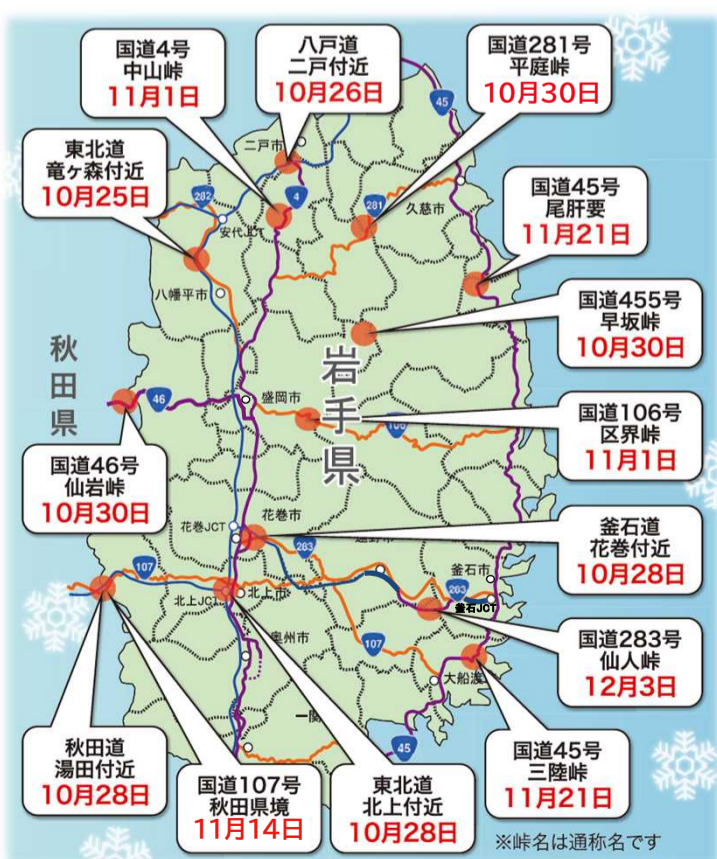 国道4号
中山峠
11月1日
八戸道
二戸付近
10月26日
国道281号
平庭峠
10月30日
45
東北道
竜ヶ森付近
10月25日
二戸市
282
4
281
久慈市
安代JCT
国道45号
尾肝要
11月21日
八幡平市
国道455号
早坂峠
10月30日
秋田県
岩手県
46
盛岡市
106
国道106号
区界峠
11月1日
国道46号
仙岩峠
10月30日
花巻JCT
花巻市
283
釜石道
花巻付近
10月28日
107
釜石市
283
北上JCT
北上市
釜石JCT
国道283号
仙人峠
12月3日
奥州市
107
大船渡
一関
45
秋田道
湯田付近
10月28日
国道107号
秋田県境
11月14日
東北道
北上付近
10月28日
国道45号
三陸峠
11月21日
※峠名は通称名です